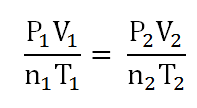 P₁V₁ / n₁T₁ = P₂V₂ / n₂T₂